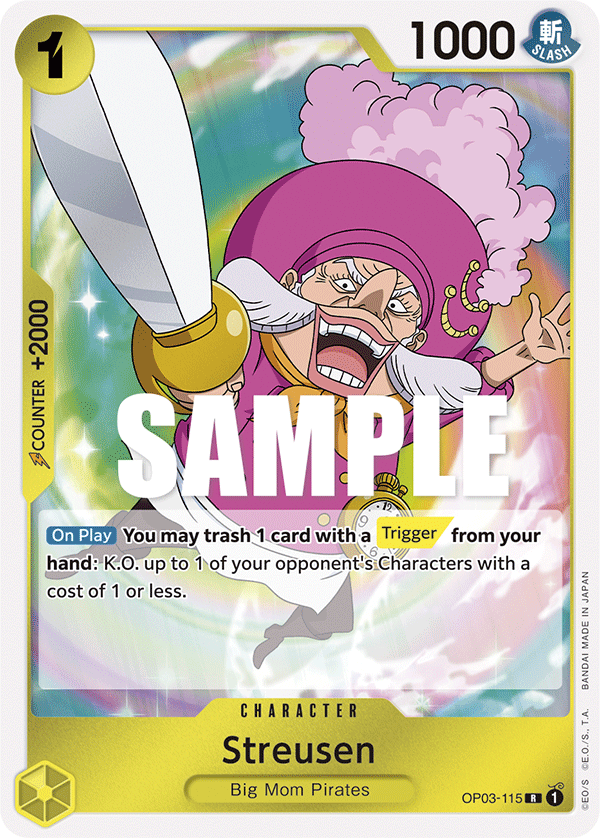 1
1000
斬
SLASH
COUNTER +2000
12
SAMPLE
On Play You may trash 1 card with a Trigger from your
hand: K.O. up to 1 of your opponent's Characters with a
cost of 1 or less.
CHARACTER
Streusen
Big Mom Pirates
OP03-115 R 1
©EO/S ©E.O./S., T.A. BANDAI MADE IN JAPAN